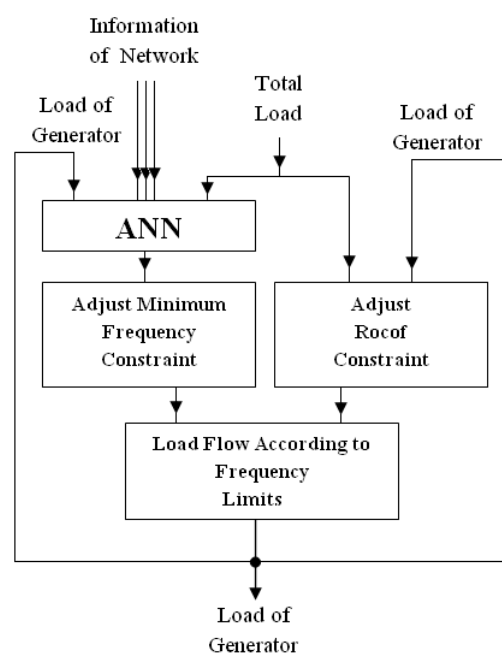 Information
of Network
Total
Load
Load of
Generator
Load of
Generator
ANN
Adjust Minimum
Frequency
Constraint
Adjust
Rocof
Constraint
Load Flow According to
Frequency
Limits
Load of
Generator